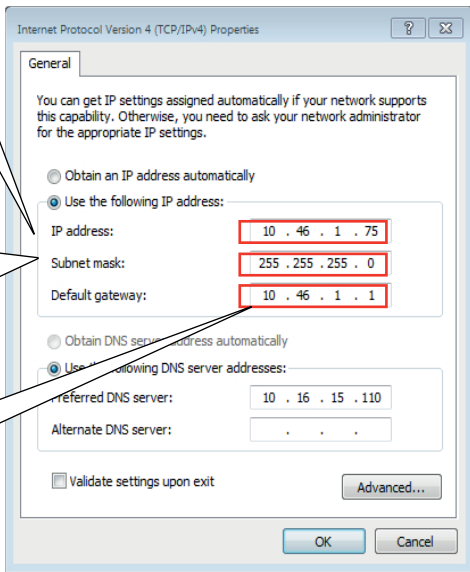 Internet Protocol Version 4 (TCP/IPv4) Properties
General
You can get IP settings assigned automatically if your network supports
this capability. Otherwise, you need to ask your network administrator
for the appropriate IP settings.
Obtain an IP address automatically
Use the following IP address:
IP address: 10 . 46 . 1 . 75
Subnet mask: 255 . 255 . 255 . 0
Default gateway: 10 . 46 . 1 . 1
Obtain DNS server address automatically
Use the following DNS server addresses:
Preferred DNS server: 10 . 16 . 15 . 110
Alternate DNS server: . . .
Validate settings upon exit
Advanced...
OK Cancel